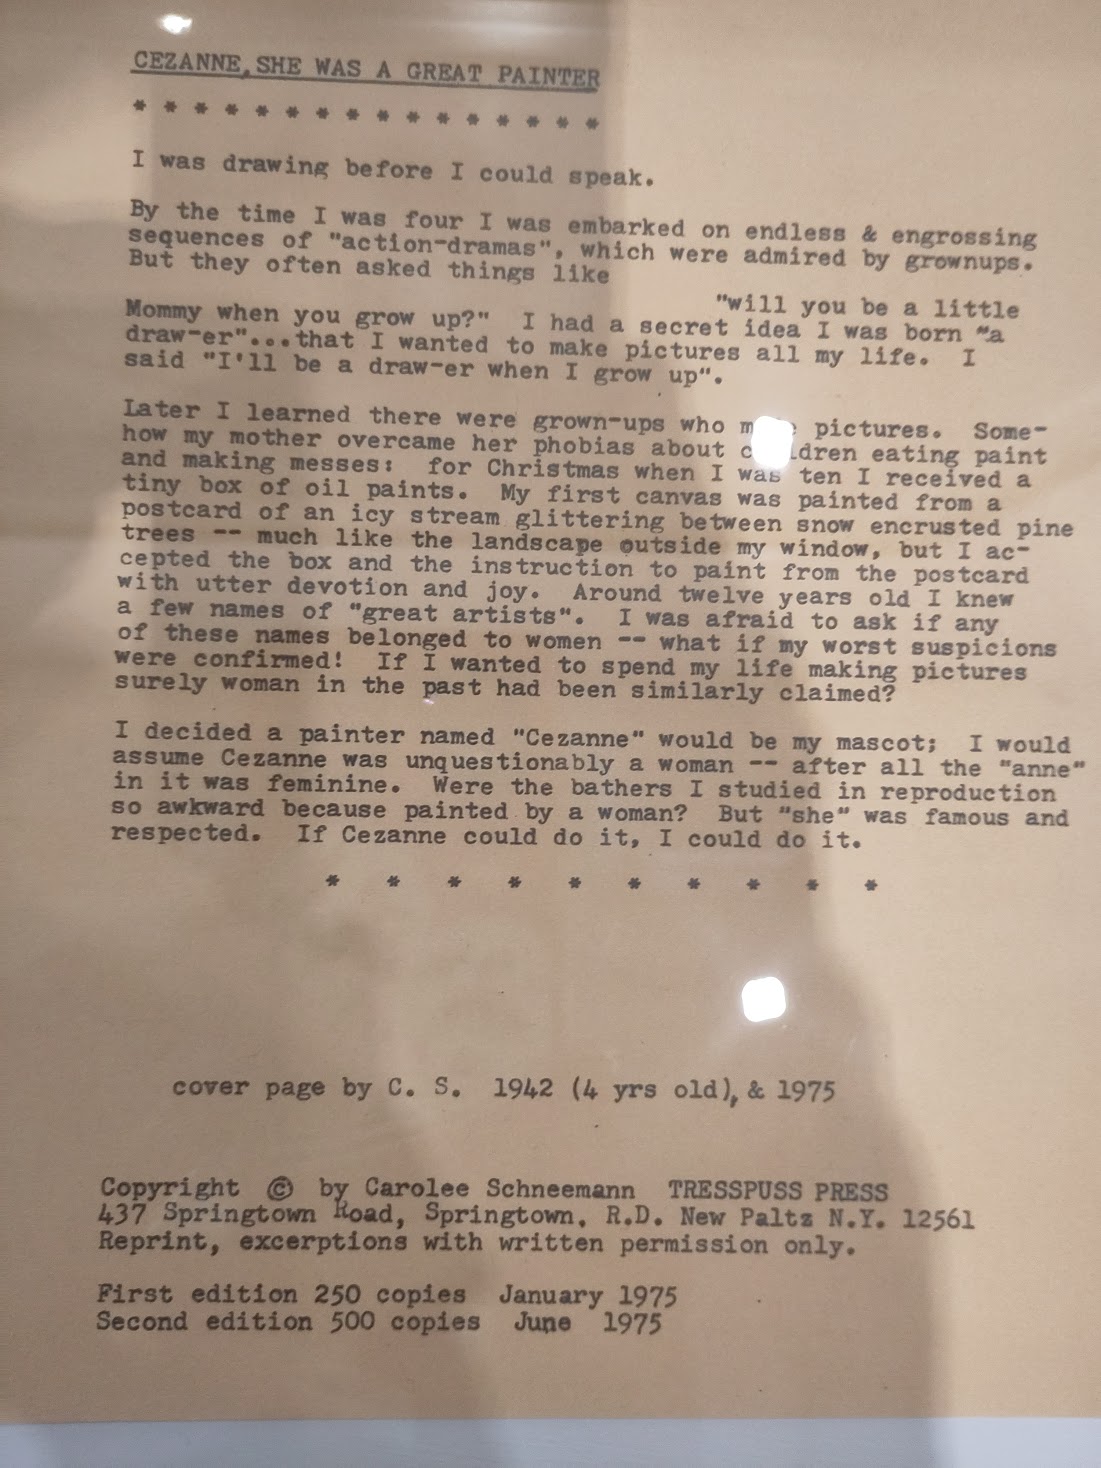 CEZANNE, SHE WAS A GREAT PAINTER
* * * * * * * * * * * * * * * *
I was drawing before I could speak.
By the time I was four I was embarked on endless & engrossing
sequences of "action-dramas", which were admired by grownups.
But they often asked things like
"will you be a little
Mommy when you grow up?" I had a secret idea I was born "a
draw-er"...that I wanted to make pictures all my life. I
said "I'll be a draw-er when I grow up".
Later I learned there were grown-ups who pictures. Some-
how my mother overcame her phobias about eating paint
and making messes: for Christmas when I was ten I received a
tiny box of oil paints. My first canvas was painted from a
postcard of an icy stream glittering between snow encrusted pine
trees -- much like the landscape outside my window, but I ac-
cepted the box and the instruction to paint from the postcard
with utter devotion and joy. Around twelve years old I knew
a few names of "great artists". I was afraid to ask if any
of these names belonged to women -- what if my worst suspicions
were confirmed! If I wanted to spend my life making pictures
surely woman in the past had been similarly claimed?
I decided a painter named "Cezanne" would be my mascot; I would
assume Cezanne was unquestionably a woman -- after all the "anne"
in it was feminine. Were the bathers I studied in reproduction
so awkward because painted by a woman? But "she" was famous and
respected. If Cezanne could do it, I could do it.
* * * * * * * * * *
cover page by C. S. 1942 (4 yrs old), & 1975
Copyright © by Carolee Schneemann TRESSPUSS PRESS
437 Springtown Road, Springtown, R.D. New Paltz N.Y. 12561
Reprint, excerptions with written permission only.
First edition 250 copies January 1975
Second edition 500 copies June 1975